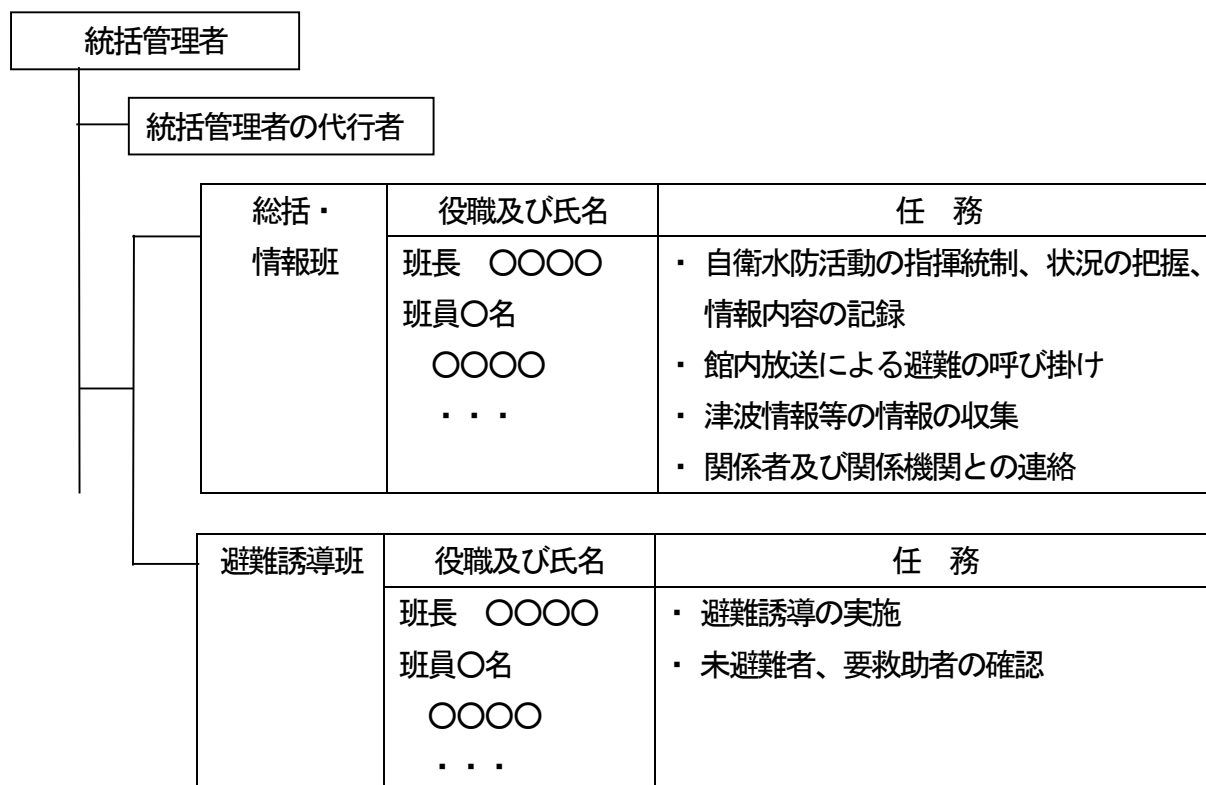 統括管理者
統括管理者の代行者
総括・
情報班
役職及び氏名
任　務
班長　〇〇〇〇
班員〇名
〇〇〇〇
・・・
・ 自衛水防活動の指揮統制、状況の把握、
情報内容の記録
・ 館内放送による避難の呼び掛け
・ 津波情報等の情報の収集
・ 関係者及び関係機関との連絡
避難誘導班
役職及び氏名
任　務
班長　〇〇〇〇
班員〇名
〇〇〇〇
・・・
・ 避難誘導の実施
・ 未避難者、要救助者の確認